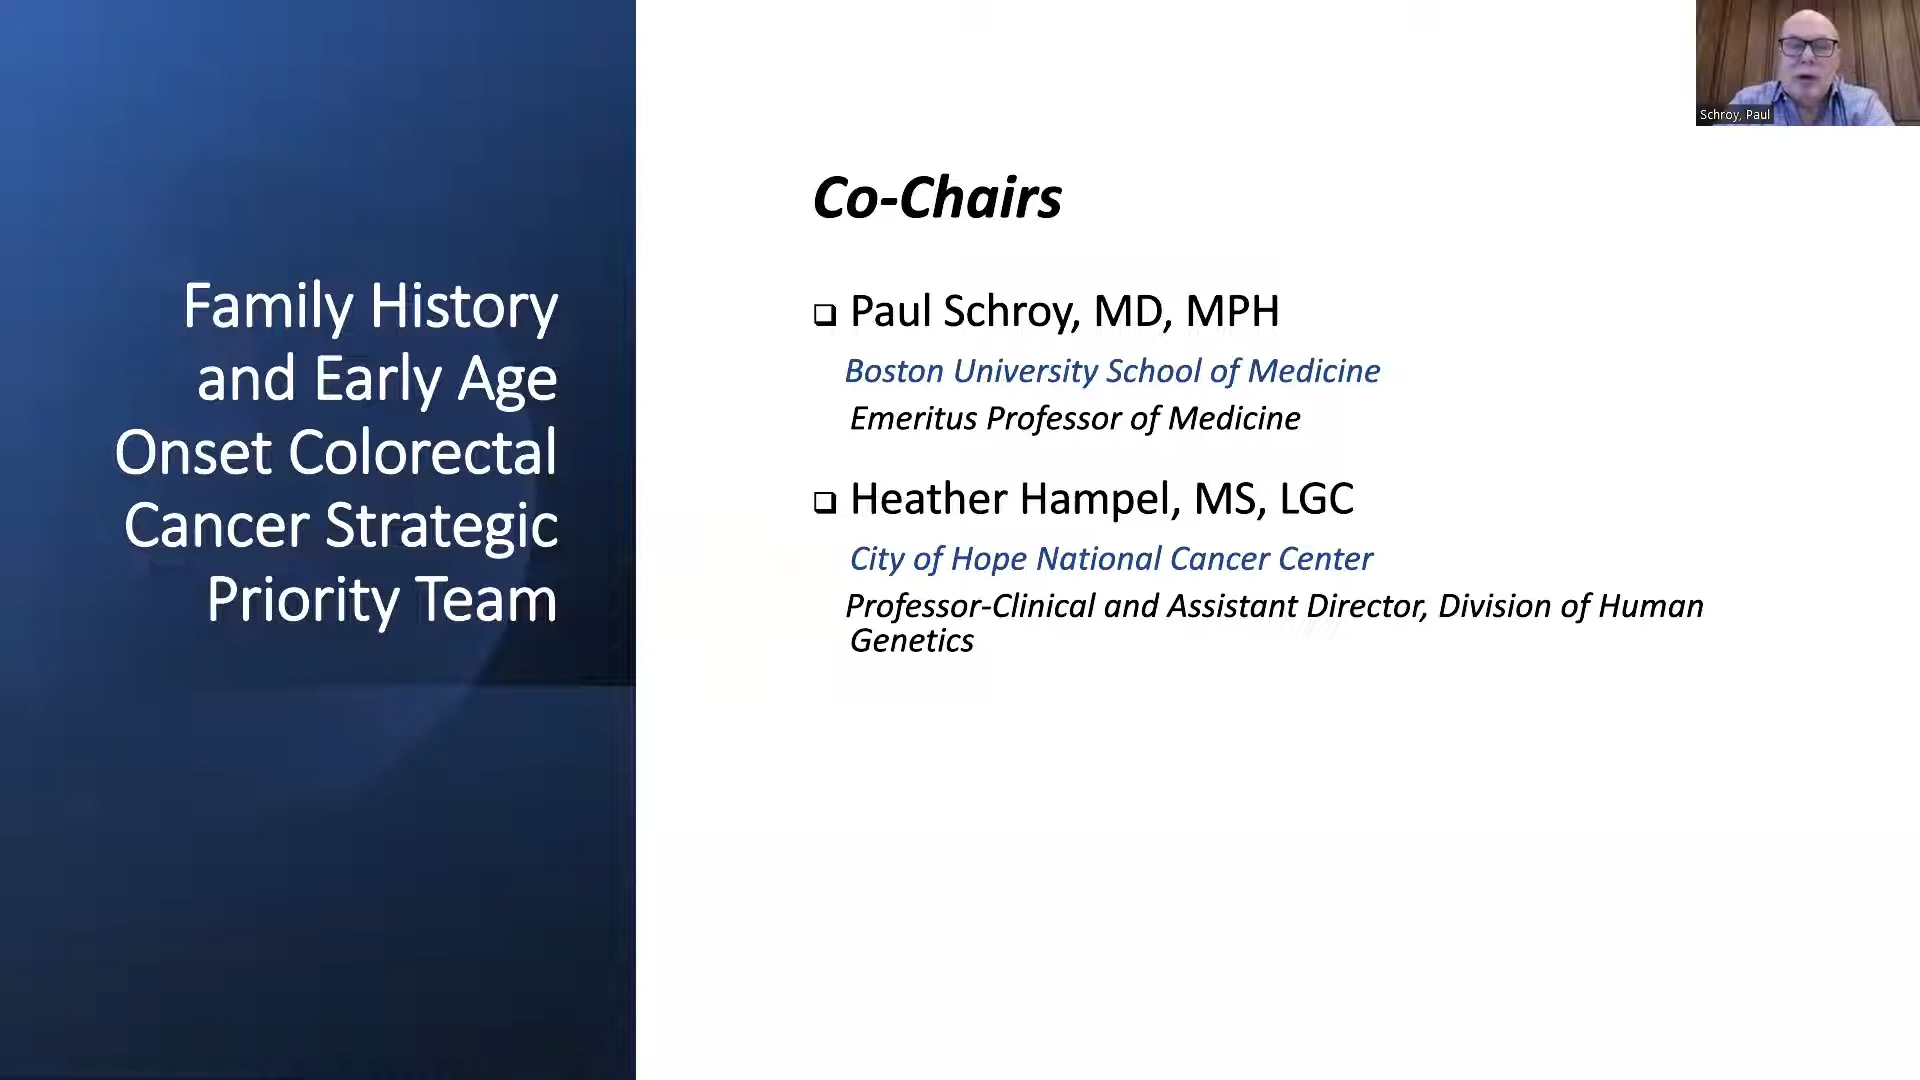 Family History
and Early Age
Onset Colorectal
Cancer Strategic
Priority Team
Co-Chairs
Paul Schroy, MD, MPH
Boston University School of Medicine
Emeritus Professor of Medicine
Heather Hampel, MS, LGC
City of Hope National Cancer Center
Professor-Clinical and Assistant Director, Division of Human
Genetics
Schroy, Paul